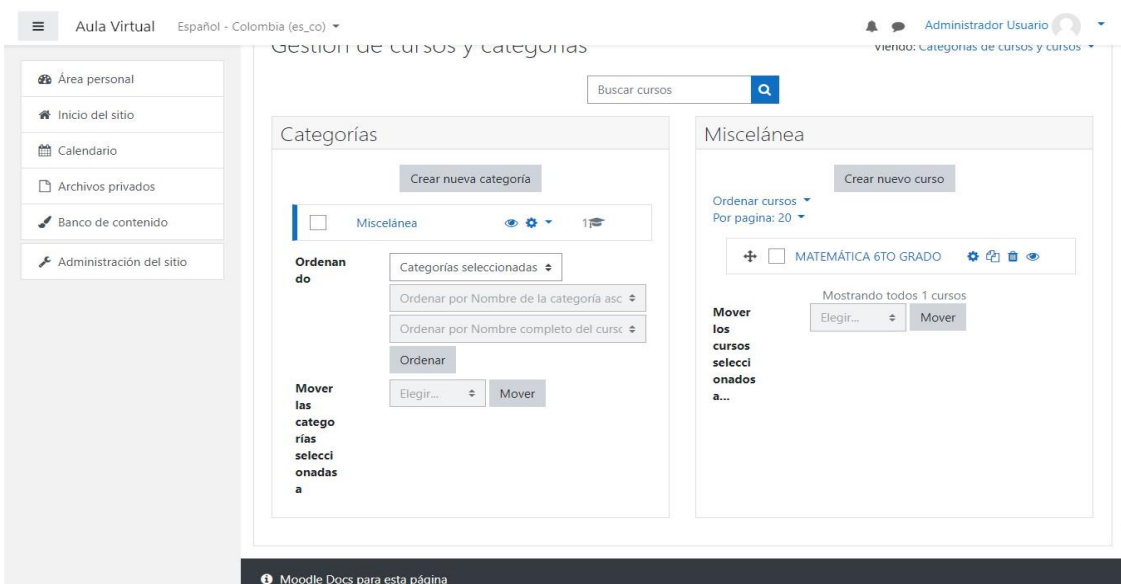 Aula Virtual Español - Colombia (es_co)
Administrador Usuario
Gestión de cursos y categorías
Viendo: Categorías de cursos y cursos
Área personal
Inicio del sitio
Calendario
Archivos privados
Banco de contenido
Administración del sitio
Buscar cursos
Categorías
Crear nueva categoría
Miscelánea 1
Ordenan
do
Categorías seleccionadas
Ordenar por Nombre de la categoría asc
Ordenar por Nombre completo del curso
Ordenar
Mover
las
catego
rías
selecci
onadas
a
Elegir... Mover
Miscelánea
Crear nuevo curso
Ordenar cursos
Por pagina: 20
MATEMÁTICA 6TO GRADO
Mostrando todos 1 cursos
Mover
los
cursos
selecci
onados
a...
Elegir... Mover
Moodle Docs para esta página